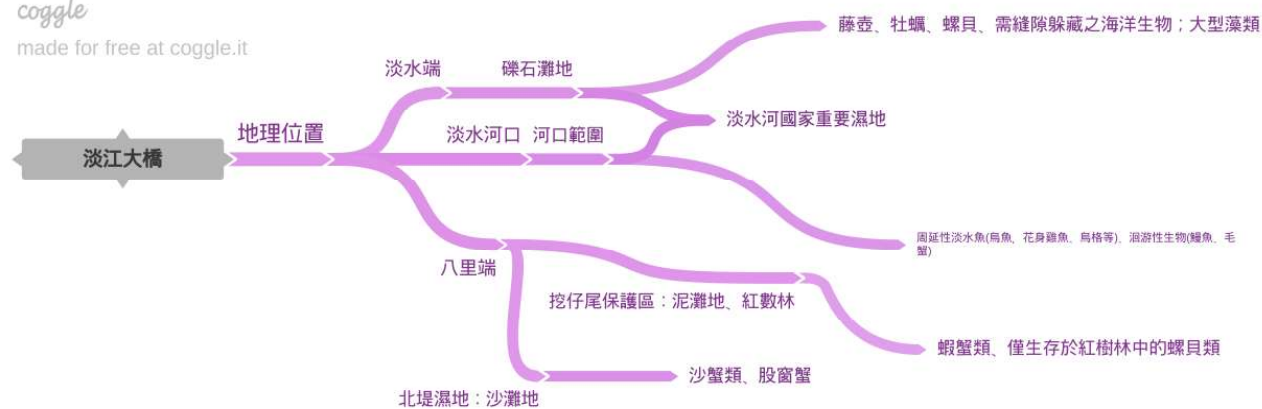 coggle
made for free at coggle.it
藤壺、牡蠣、螺貝、需縫隙躲藏之海洋生物；大型藻類
淡水端
礫石灘地
淡水河國家重要濕地
地理位置
淡水河口
河口範圍
淡江大橋
周延性淡水魚(烏魚、花身雞魚、烏格等)、洄游性生物(鰻魚、毛
蟹)
八里端
挖仔尾保護區：泥灘地、紅數林
蝦蟹類、僅生存於紅樹林中的螺貝類
沙蟹類、股窗蟹
北堤濕地：沙灘地